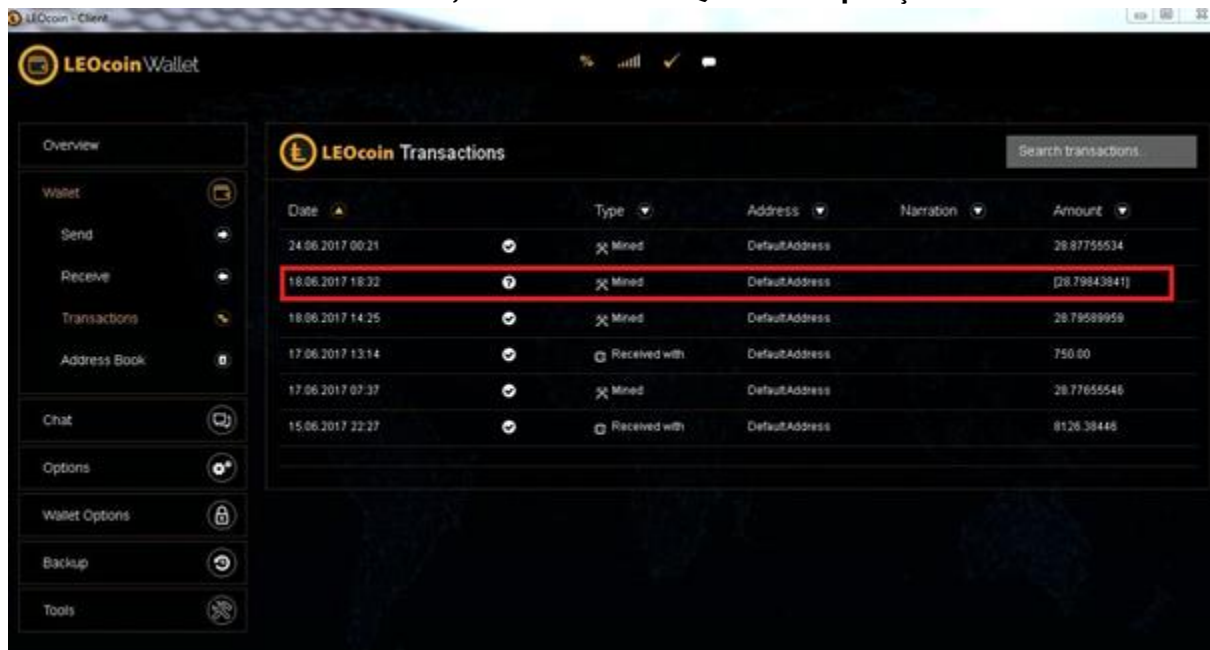 LEOcoin - Client
LEOcoin Wallet
Overview
LEOcoin Transactions
Search transactions..
Wallet
Date Type Address Narration Amount
Send
24.06.2017 00:21 Mined DefaultAddress 28.87755534
Receive
18.06.2017 18:32 Mined DefaultAddress [28.79843841]
Transactions
18.06.2017 14:25 Mined DefaultAddress 28.79589959
Address Book
17.06.2017 13:14 Received with DefaultAddress 750.00
17.06.2017 07:37 Mined DefaultAddress 28.77655546
Chat
15.06.2017 22:27 Received with DefaultAddress 8126.38446
Options
Wallet Options
Backup
Tools